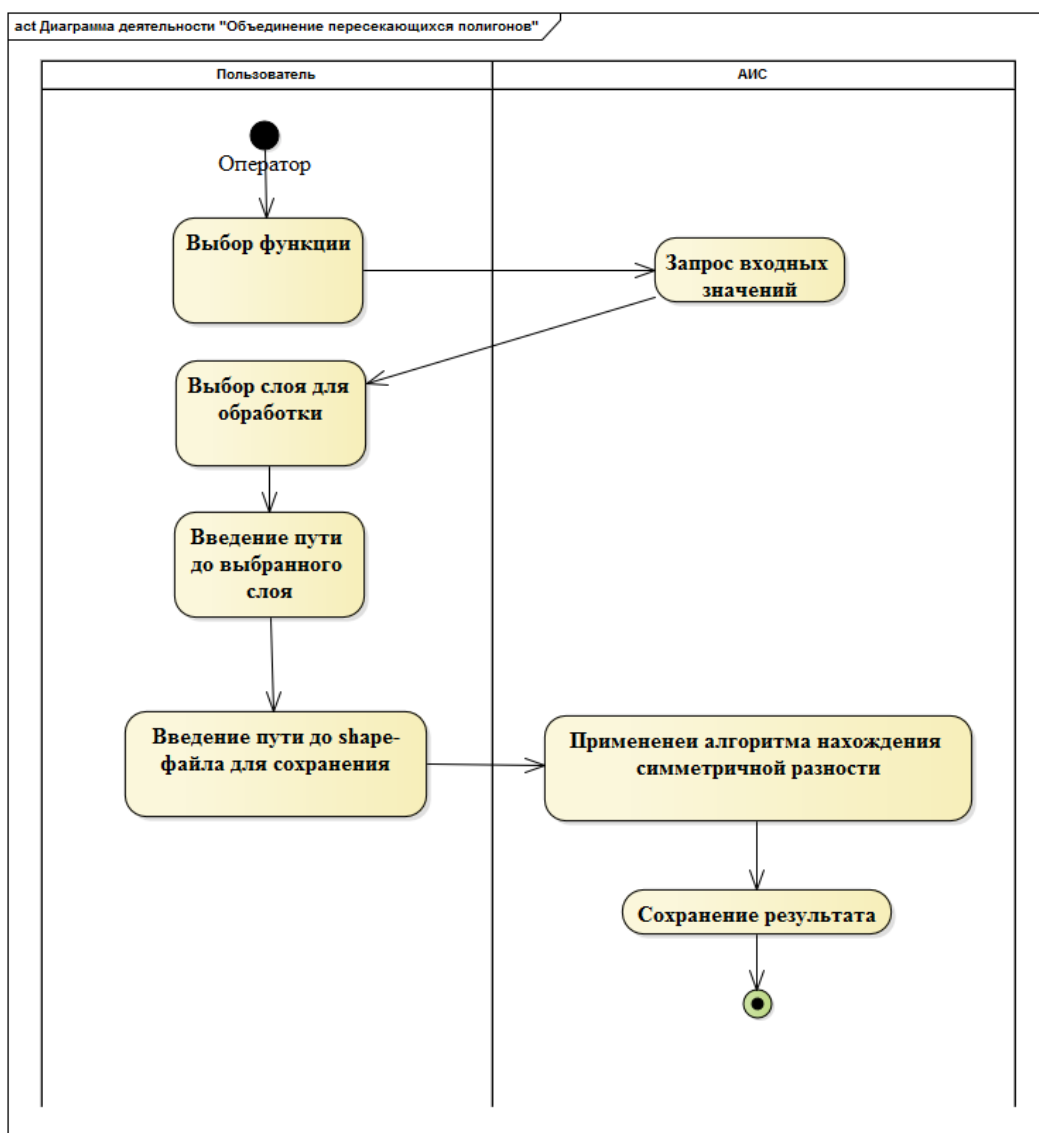 act Диаграмма деятельности "Объединение пересекающихся полигонов"
Пользователь
АИС
Оператор
Выбор функции
Запрос входных
значений
Выбор слоя для
обработки
Введение пути
до выбранного
слоя
Введение пути до shape-
файла для сохранения
Примененеи алгоритма нахождения
симметричной разности
Сохранение результата